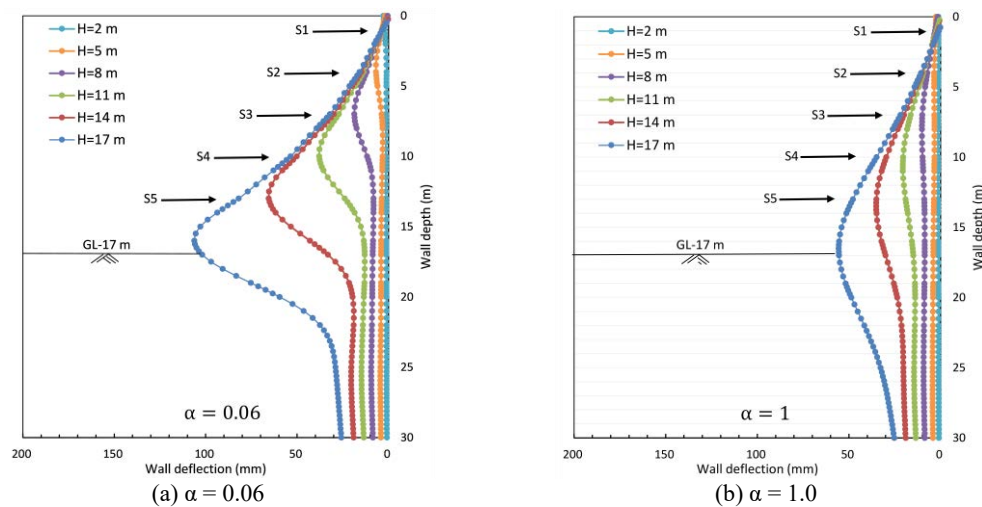 H=2 m
H=5 m
H=8 m
H=11 m
H=14 m
H=17 m
S1
S2
S3
S4
S5
GL-17 m
α = 0.06
0
5
10
15
20
25
30
Wall depth (m)
200 150 100 50 0
Wall deflection (mm)
(a) α = 0.06
H=2 m
H=5 m
H=8 m
H=11 m
H=14 m
H=17 m
S1
S2
S3
S4
S5
GL-17 m
α = 1
0
5
10
15
20
25
30
Wall depth (m)
200 150 100 50 0
Wall deflection (mm)
(b) α = 1.0